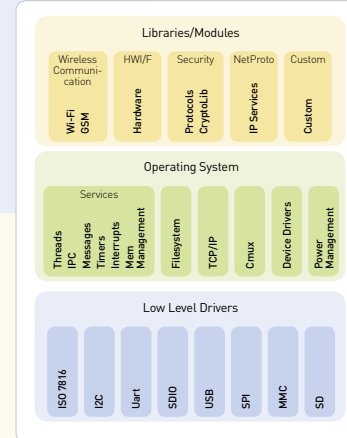 Libraries/Modules
Wireless
Communi-
cation
Wi-Fi
GSM
HWI/F
Hardware
Security
Protocols
CryptoLib
NetProto
IP Services
Custom
Custom
Operating System
Services
Threads
IPC
Messages
Timers
Interrupts
Mem
Management
Filesystem
TCP/IP
Cmux
Device Drivers
Power
Management
Low Level Drivers
ISO 7816
I2C
Uart
SDIO
USB
SPI
MMC
SD